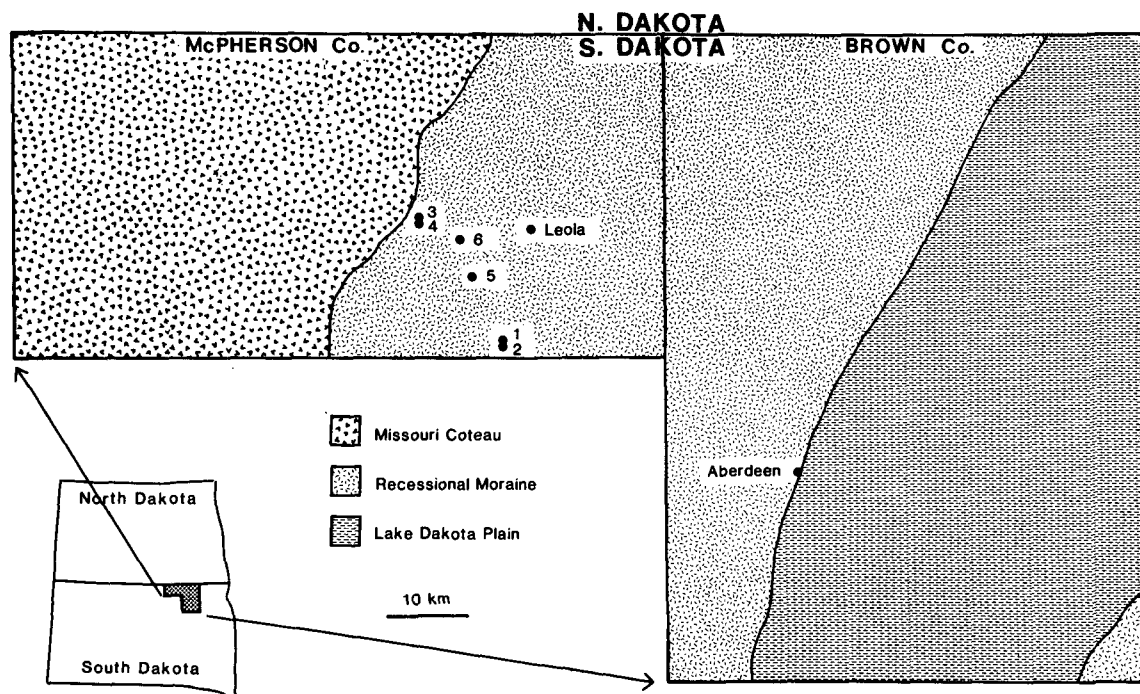 N. DAKOTA
S. DAKOTA
McPHERSON Co.
BROWN Co.
3
4
6
Leola
5
1
2
Missouri Coteau
Recessional Moraine
Lake Dakota Plain
Aberdeen
North Dakota
10 km
South Dakota